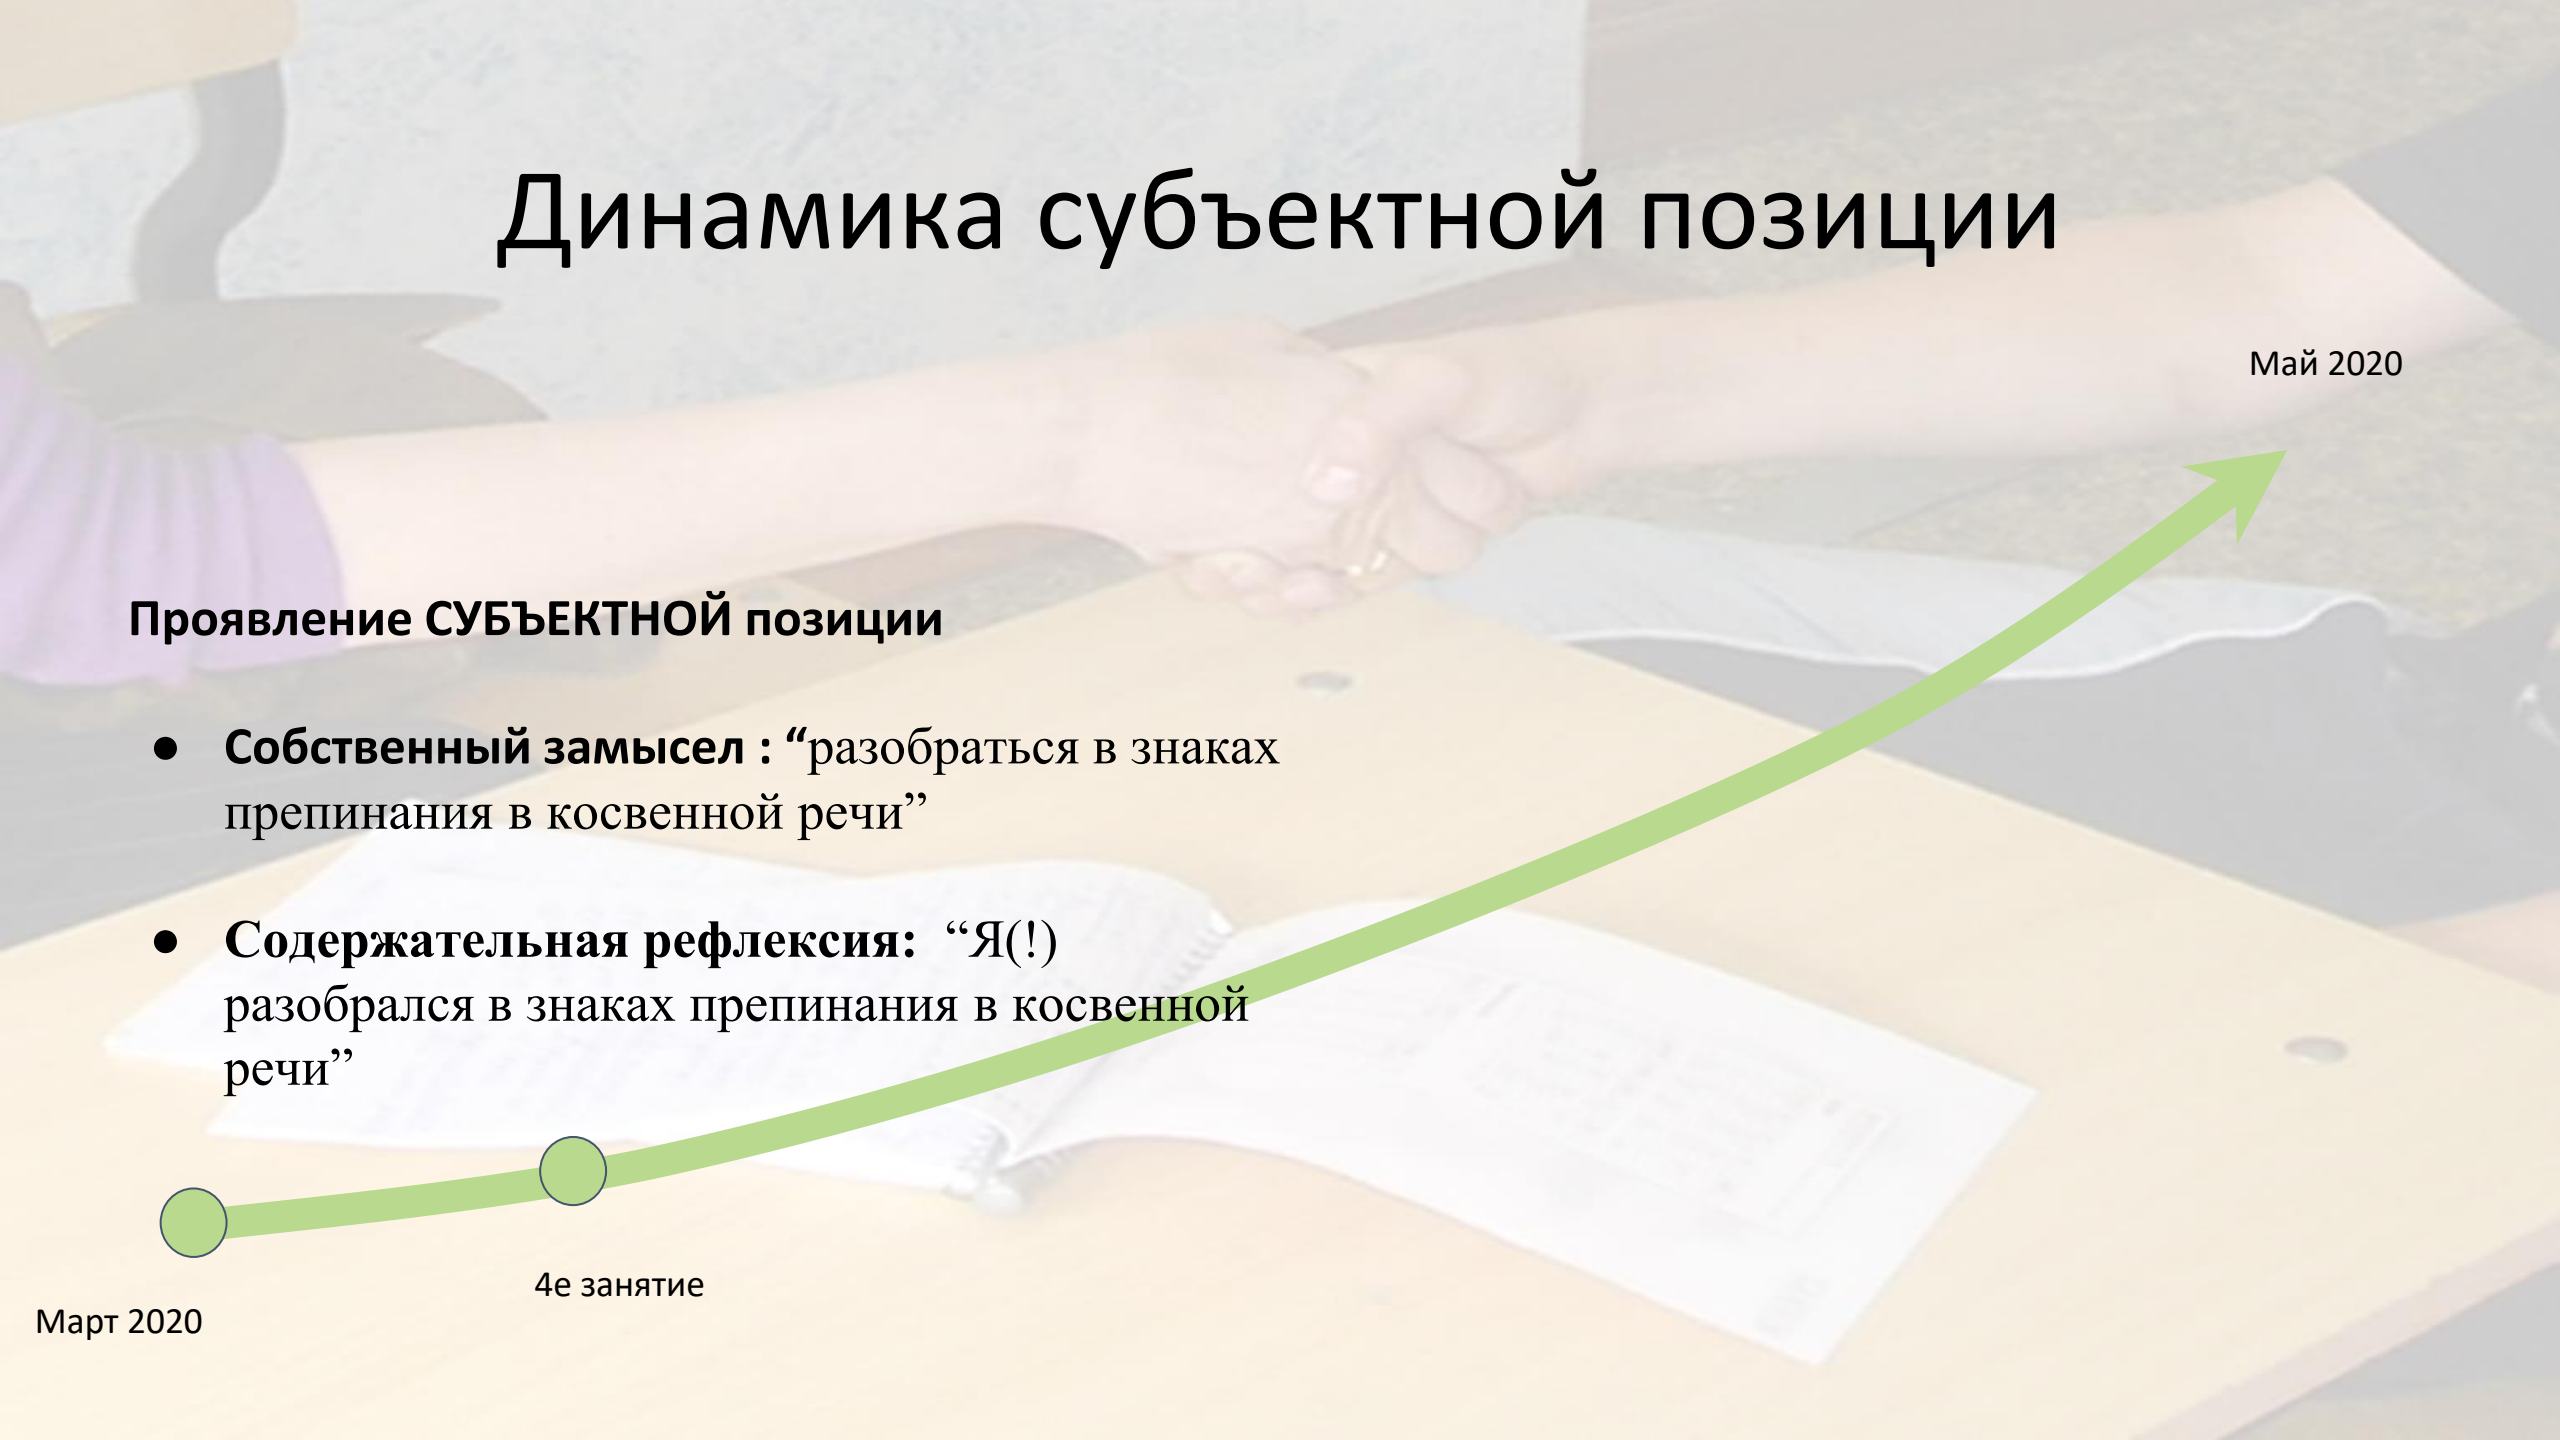 Динамика субъектной позиции
Май 2020
Проявление СУБЪЕКТНОЙ позиции
● Собственный замысел : “разобраться в знаках
препинания в косвенной речи”
● Содержательная рефлексия:  “Я(!)
разобрался в знаках препинания в косвенной
речи”
4е занятие
Март 2020